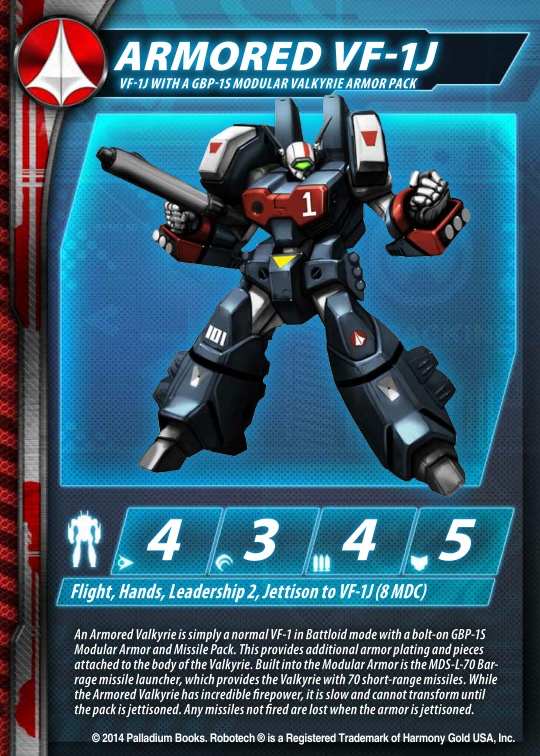 ARMORED VF-1J
VF-1J WITH A GBP-1S MODULAR VALKYRIE ARMOR PACK
1
101
4 3 4 5
Flight, Hands, Leadership 2, Jettison to VF-1J (8 MDC)
An Armored Valkyrie is simply a normal VF-1 in Battloid mode with a bolt-on GBP-1S
Modular Armor and Missile Pack. This provides additional armor plating and pieces
attached to the body of the Valkyrie. Built into the Modular Armor is the MDS-L-70 Bar-
rage missile launcher, which provides the Valkyrie with 70 short-range missiles. While
the Armored Valkyrie has incredible firepower, it is slow and cannot transform until
the pack is jettisoned. Any missiles not fired are lost when the armor is jettisoned.
© 2014 Palladium Books. Robotech ® is a Registered Trademark of Harmony Gold USA, Inc.